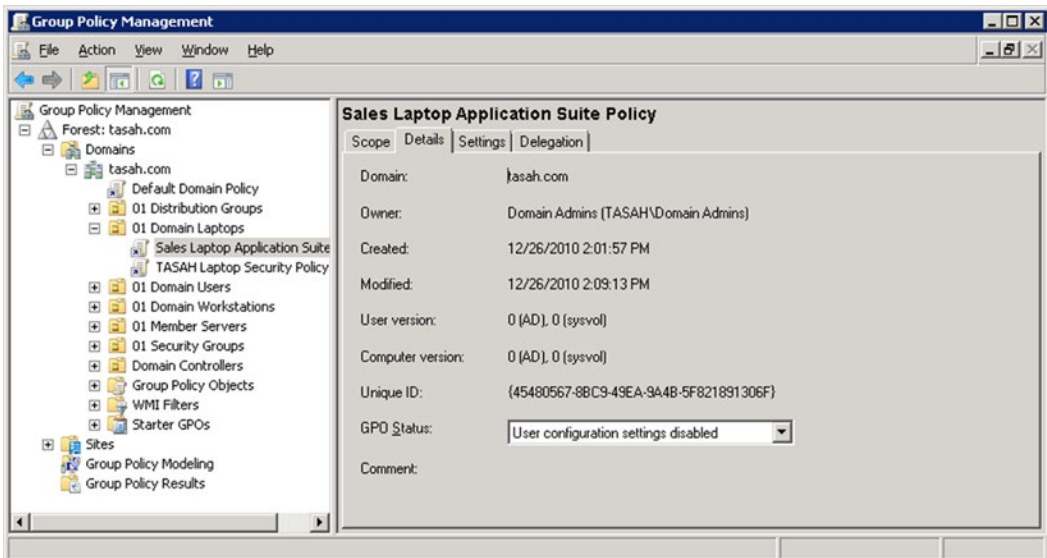 Group Policy Management
File Action View Window Help
Group Policy Management
Forest: tasah.com
Domains
tasah.com
Default Domain Policy
01 Distribution Groups
01 Domain Laptops
Sales Laptop Application Suite
TASAH Laptop Security Policy
01 Domain Users
01 Domain Workstations
01 Member Servers
01 Security Groups
Domain Controllers
Group Policy Objects
WMI Filters
Starter GPOs
Sites
Group Policy Modeling
Group Policy Results
Sales Laptop Application Suite Policy
Scope Details Settings Delegation
Domain: tasah.com
Owner: Domain Admins (TASAH\Domain Admins)
Created: 12/26/2010 2:01:57 PM
Modified: 12/26/2010 2:09:13 PM
User version: 0 (AD), 0 (sysvol)
Computer version: 0 (AD), 0 (sysvol)
Unique ID: {45480567-8BC9-49EA-9A4B-5F821891306F}
GPO Status: User configuration settings disabled
Comment: